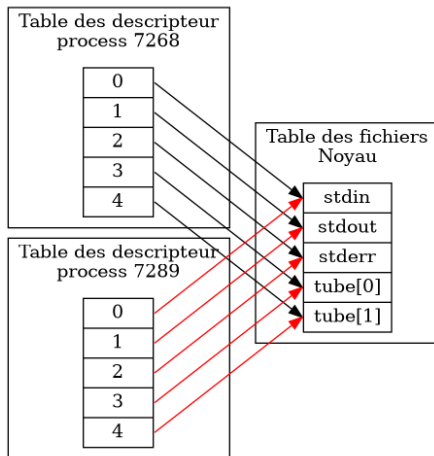 Table des descripteur
process 7268
0
1
2
3
4
Table des fichiers
Noyau
stdin
stdout
stderr
tube[0]
tube[1]
Table des descripteur
process 7289
0
1
2
3
4